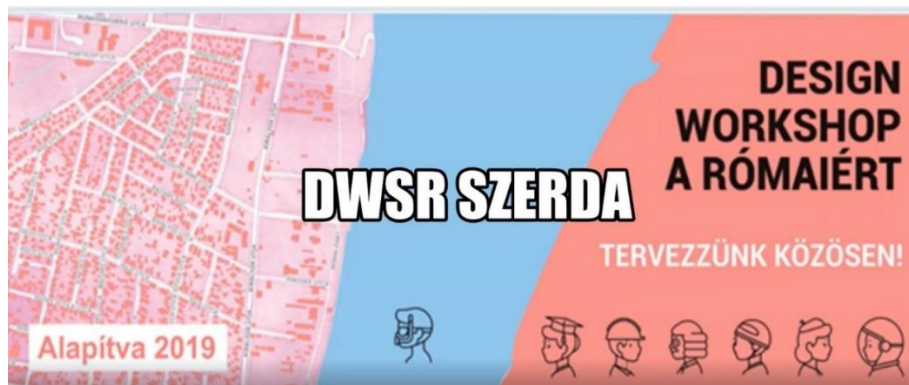 DESIGN
WORKSHOP
A RÓMAIÉRT
DWSR SZERDA
TERVEZZÜNK KÖZÖSEN!
Alapítva 2019